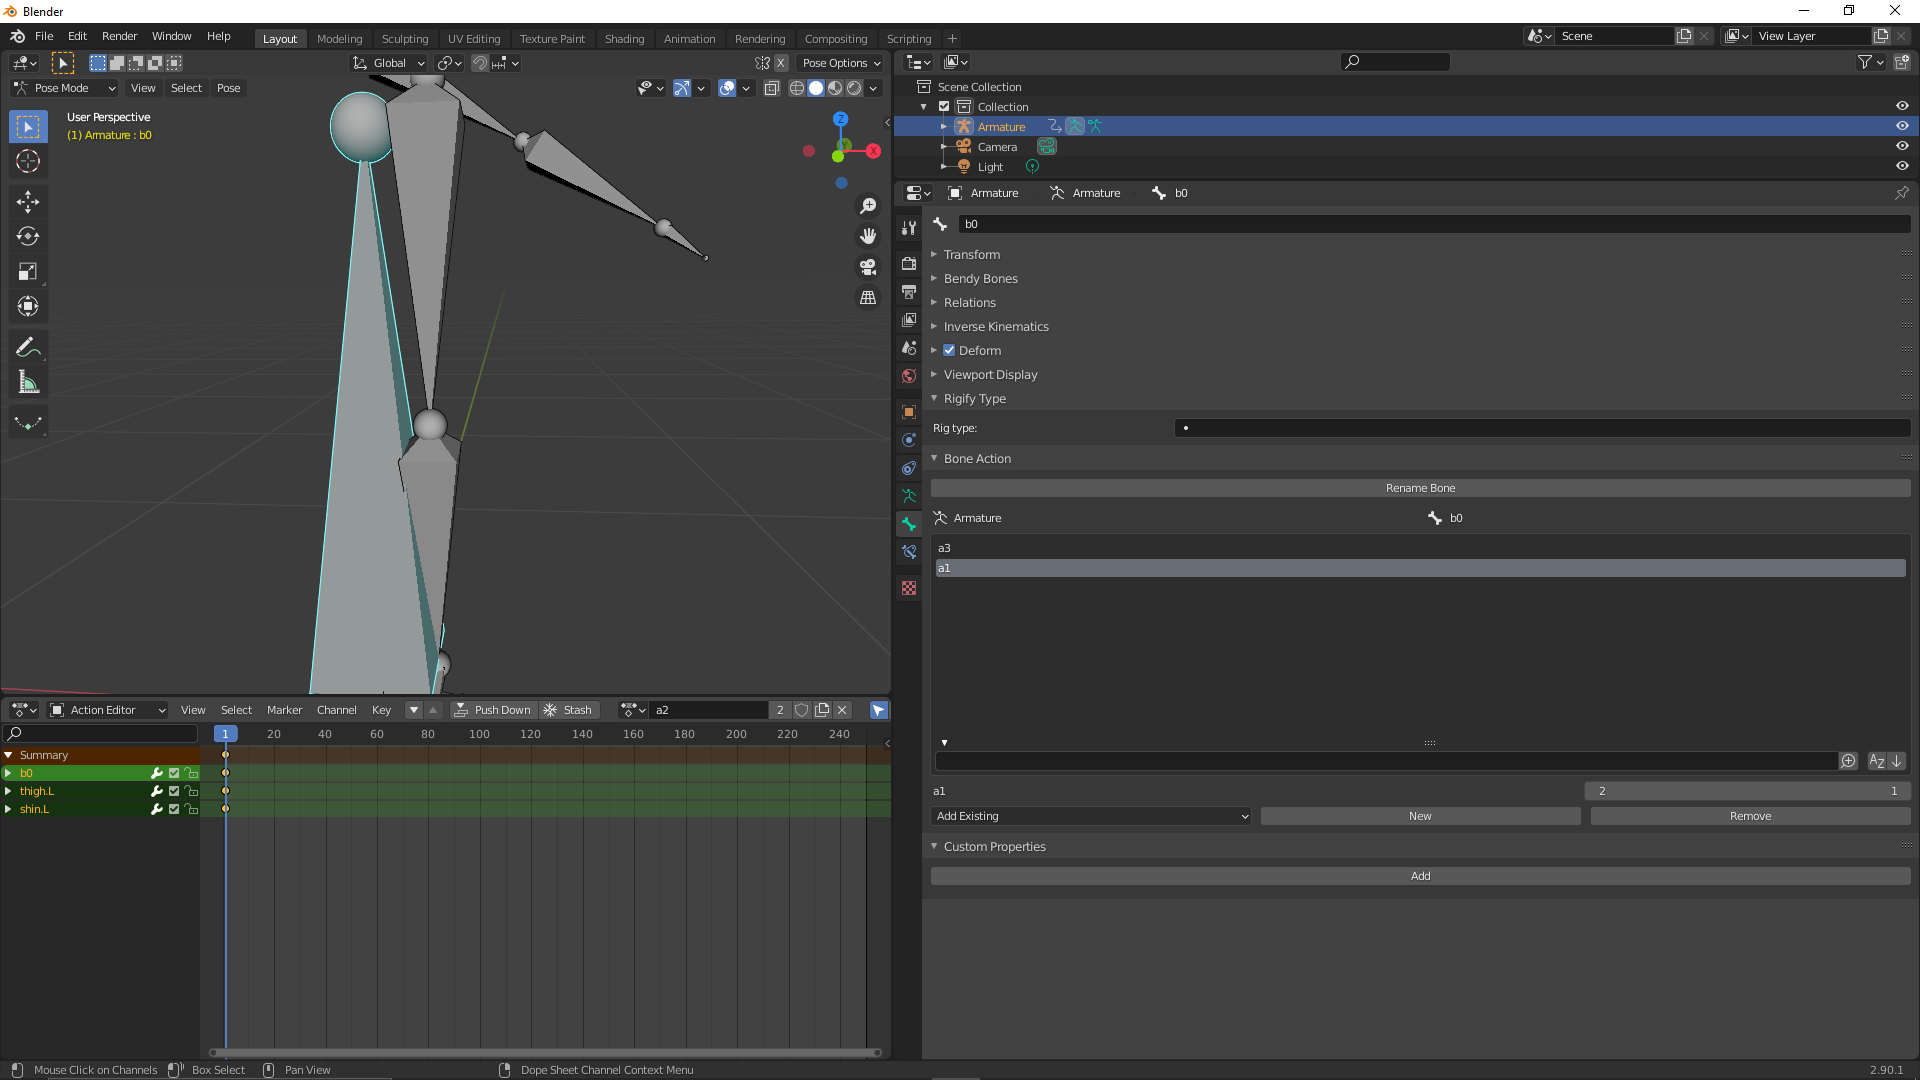 Blender
File Edit Render Window Help Layout Modeling Sculpting UV Editing Texture Paint Shading Animation Rendering Compositing Scripting Scene View Layer
Global X Pose Options
Pose Mode View Select Pose
User Perspective
(1) Armature : b0
Z
Y
X
Scene Collection
Collection
Armature
Camera
Light
Armature Armature b0
b0
Transform
Bendy Bones
Relations
Inverse Kinematics
Deform
Viewport Display
Rigify Type
Rig type:
Bone Action
Rename Bone
Armature b0
a3
a1
AZ
a1 2 1
Add Existing New Remove
Custom Properties
Add
Action Editor View Select Marker Channel Key Push Down Stash a2 2
1 20 40 60 80 100 120 140 160 180 200 220 240
Summary
b0
thigh.L
shin.L
Mouse Click on Channels Box Select Pan View Dope Sheet Channel Context Menu 2.90.1